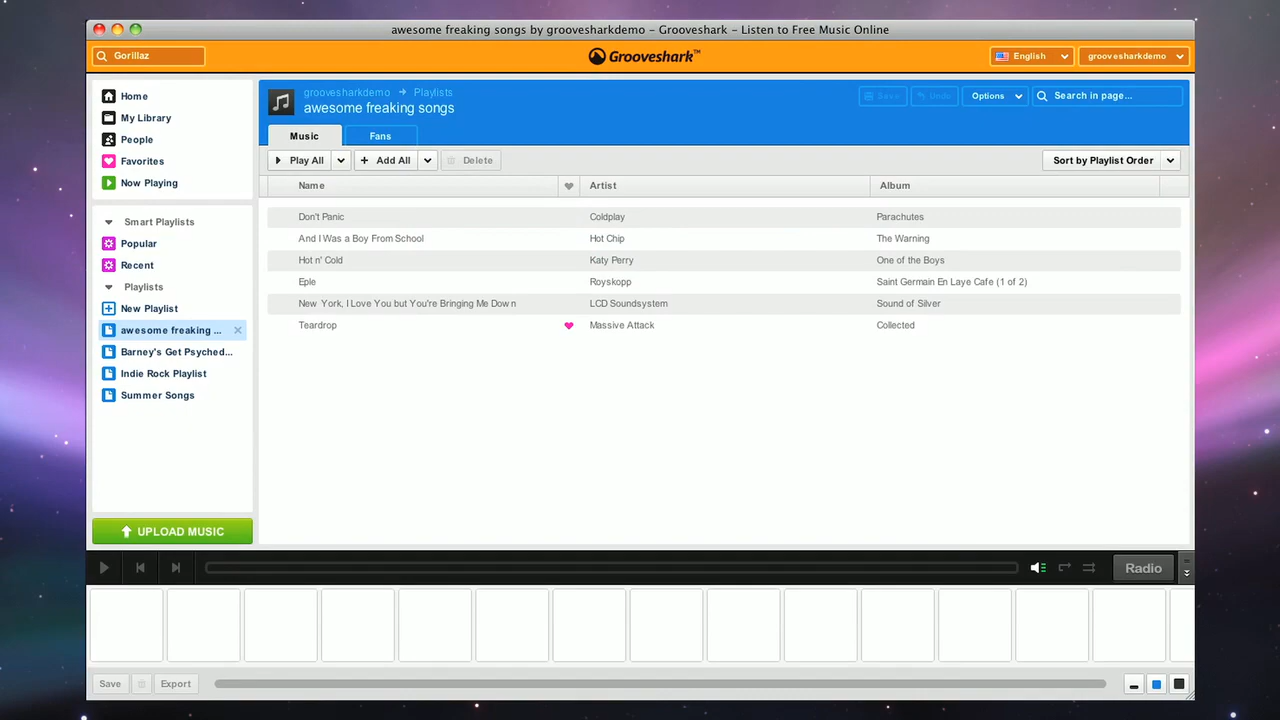 awesome freaking songs by groovesharkdemo – Grooveshark – Listen to Free Music Online
Gorillaz
Grooveshark™
English
groovesharkdemo
Home
My Library
People
Favorites
Now Playing
Smart Playlists
Popular
Recent
Playlists
New Playlist
awesome freaking ...
Barney's Get Psyched...
Indie Rock Playlist
Summer Songs
UPLOAD MUSIC
groovesharkdemo → Playlists
awesome freaking songs
Save
Undo
Options
Search in page...
Music
Fans
Play All
+ Add All
Delete
Sort by Playlist Order
Name Artist Album
Don't Panic Coldplay Parachutes
And I Was a Boy From School Hot Chip The Warning
Hot n' Cold Katy Perry One of the Boys
Eple Royskopp Saint Germain En Laye Cafe (1 of 2)
New York, I Love You but You're Bringing Me Down LCD Soundsystem Sound of Silver
Teardrop Massive Attack Collected
Radio
Save
Export